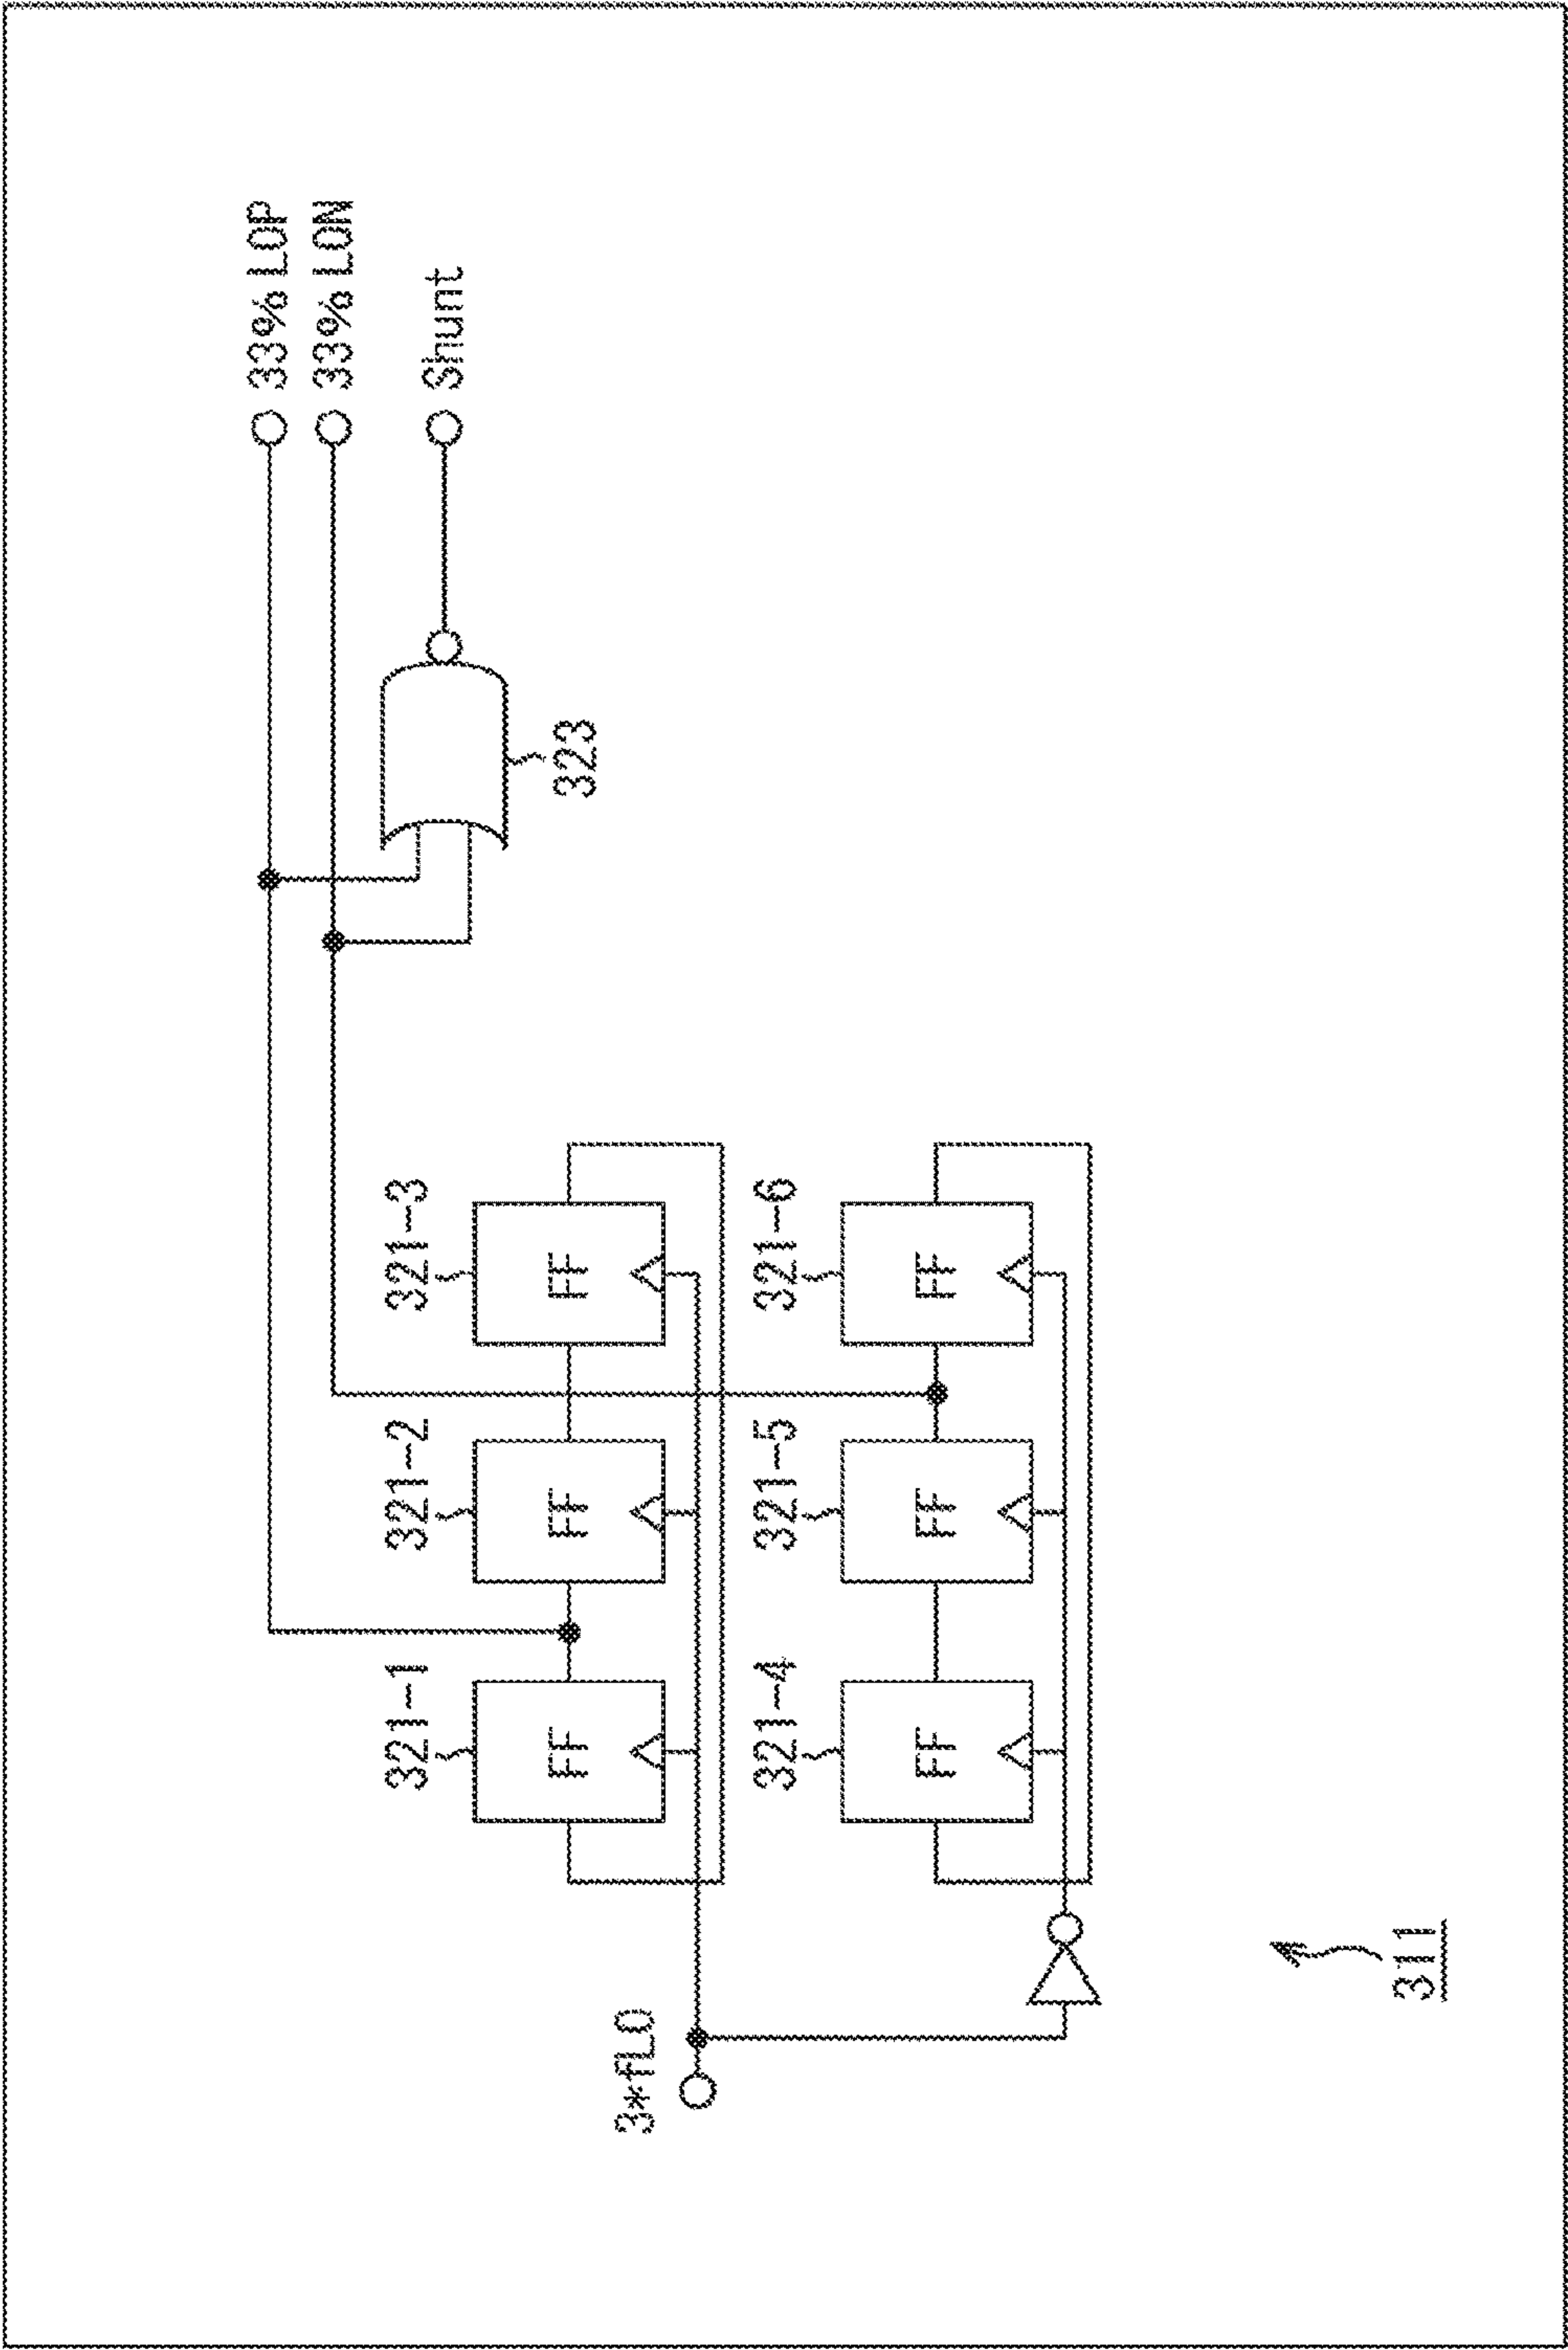 33% LOP
33% LON
Shunt
323
321-1
321-2
321-3
FF
FF
FF
3*fLO
321-4
321-5
321-6
FF
FF
FF
311